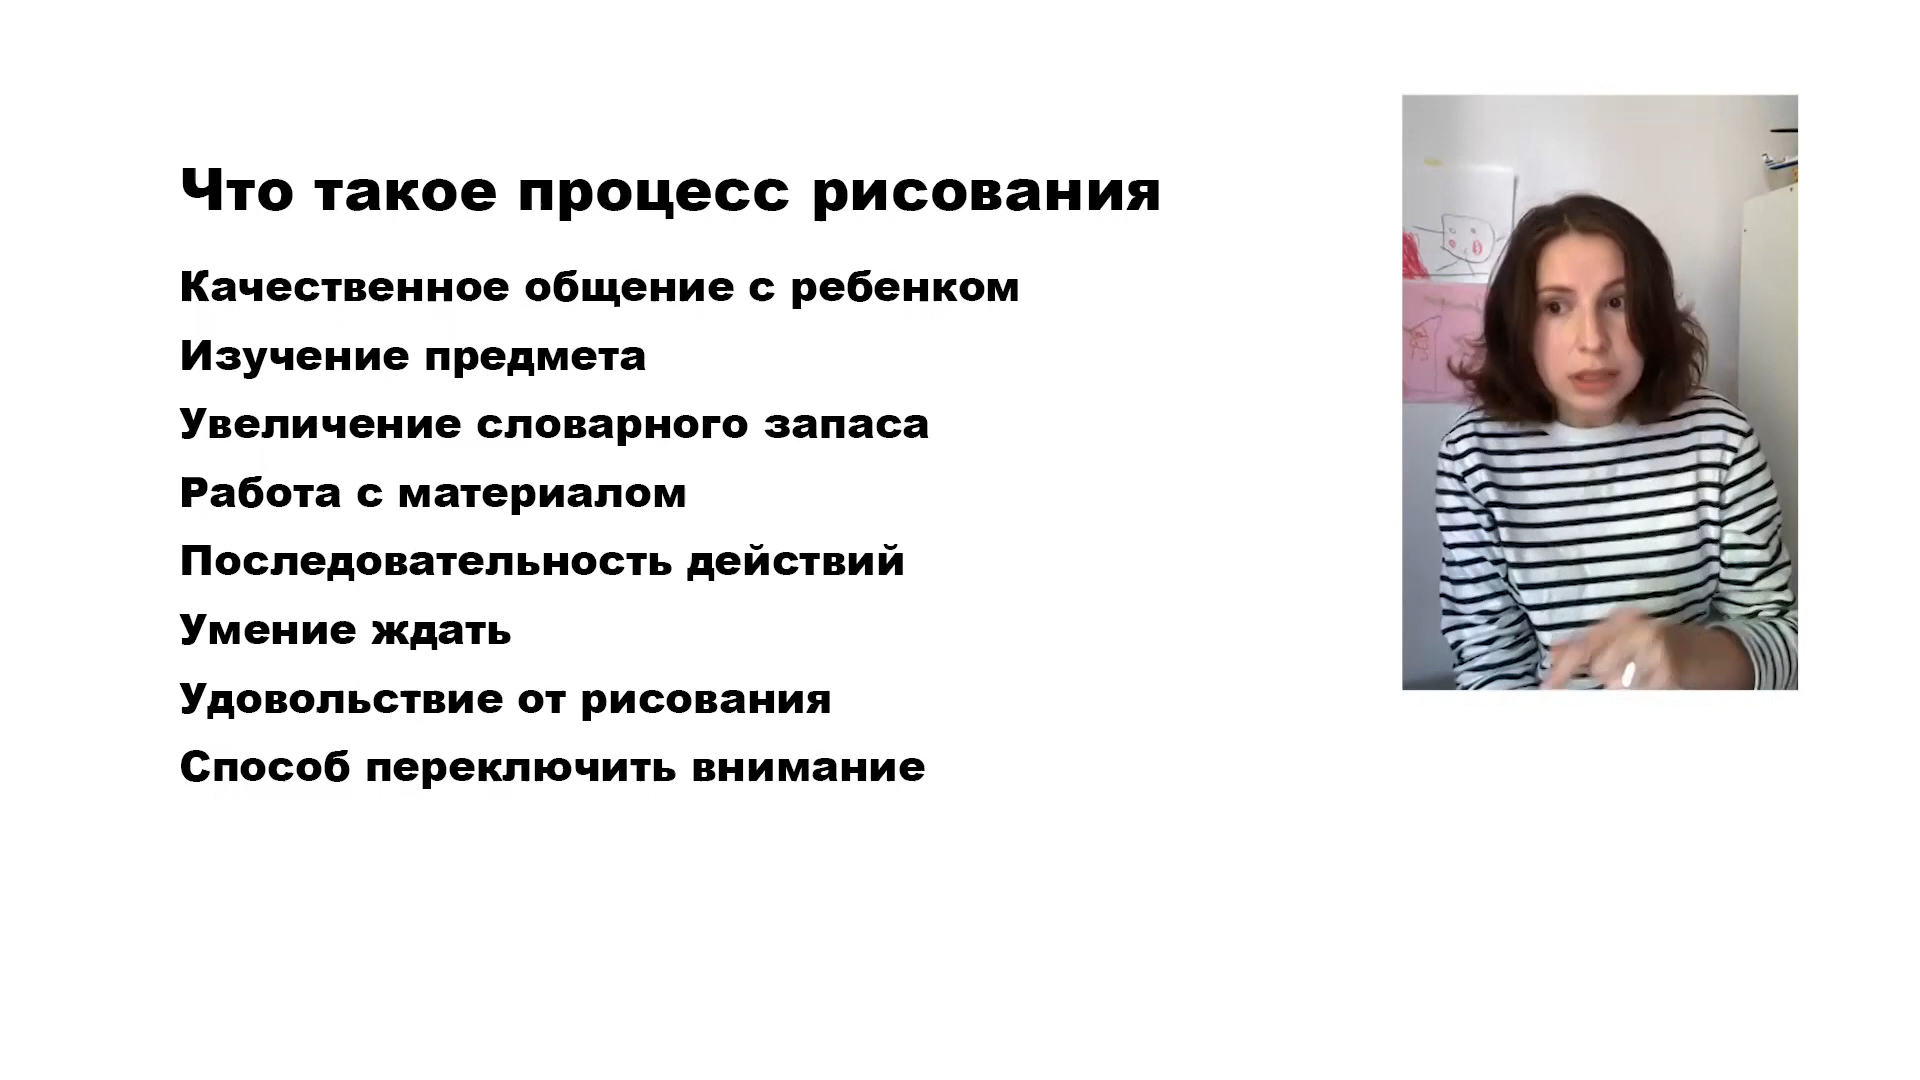 Что такое процесс рисования
Качественное общение с ребенком
Изучение предмета
Увеличение словарного запаса
Работа с материалом
Последовательность действий
Умение ждать
Удовольствие от рисования
Способ переключить внимание